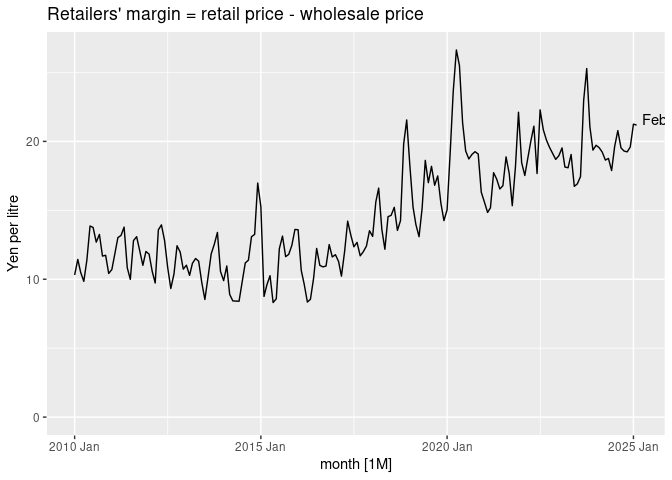 Retailers' margin = retail price - wholesale price
Yen per litre
20
10
0
Feb
2010 Jan
2015 Jan
2020 Jan
2025 Jan
month [1M]